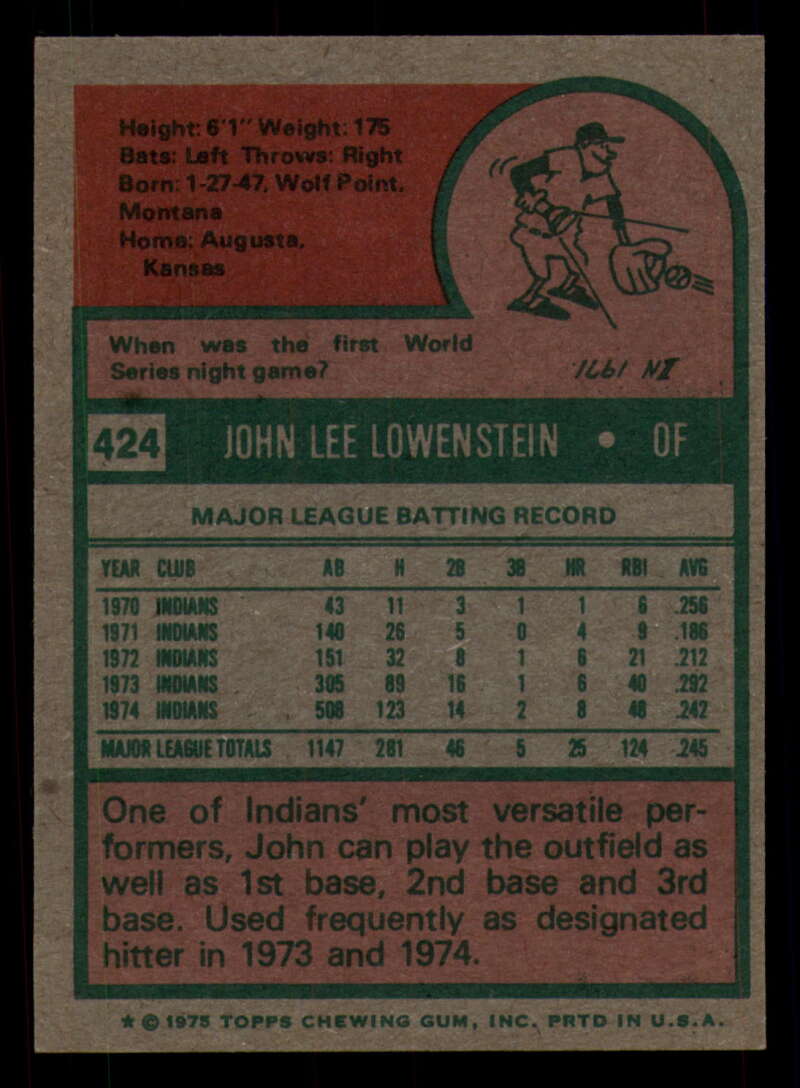 Height: 6'1" Weight: 175
Bats: Left Throws: Right
Born: 1-27-47, Wolf Point,
Montana
Home: Augusta,
Kansas
When was the first World
Series night game?
IN 1971
424 JOHN LEE LOWENSTEIN • OF
MAJOR LEAGUE BATTING RECORD
YEAR CLUB AB H 2B 3B HR RBI AVG
1970 INDIANS 43 11 3 1 1 6 .256
1971 INDIANS 140 26 5 0 4 9 .186
1972 INDIANS 151 32 8 1 6 21 .212
1973 INDIANS 305 89 16 1 6 40 .292
1974 INDIANS 508 123 14 2 8 48 .242
MAJOR LEAGUE TOTALS 1147 281 46 5 25 124 .245
One of Indians' most versatile per-
formers, John can play the outfield as
well as 1st base, 2nd base and 3rd
base. Used frequently as designated
hitter in 1973 and 1974.
★ © 1975 TOPPS CHEWING GUM, INC. PRTD IN U.S.A.